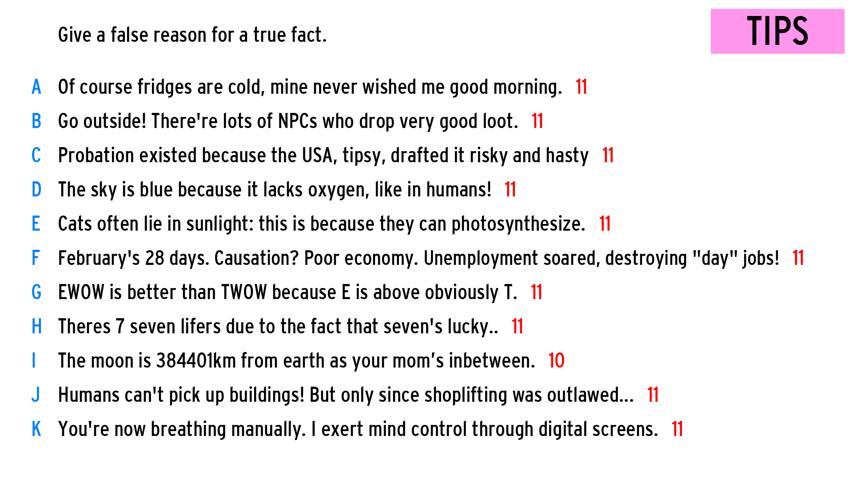 Give a false reason for a true fact.
TIPS
A Of course fridges are cold, mine never wished me good morning. 11
B Go outside! There're lots of NPCs who drop very good loot. 11
C Probation existed because the USA, tipsy, drafted it risky and hasty 11
D The sky is blue because it lacks oxygen, like in humans! 11
E Cats often lie in sunlight: this is because they can photosynthesize. 11
F February's 28 days. Causation? Poor economy. Unemployment soared, destroying "day" jobs! 11
G EWOW is better than TWOW because E is above obviously T. 11
H Theres 7 seven lifers due to the fact that seven's lucky.. 11
I The moon is 384401km from earth as your mom’s inbetween. 10
J Humans can't pick up buildings! But only since shoplifting was outlawed... 11
K You're now breathing manually. I exert mind control through digital screens. 11